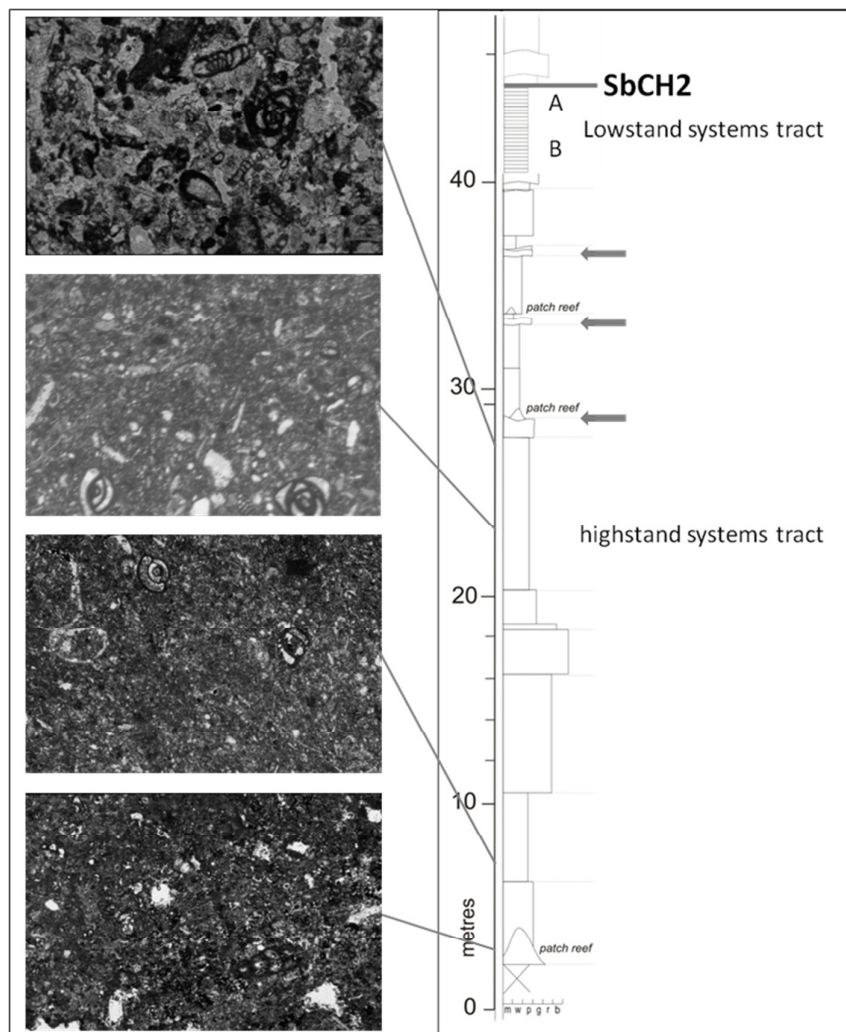 SbCH2
A
Lowstand systems tract
B
40
patch reef
patch reef
30
highstand systems tract
20
10
metres
patch reef
0
m w p g r b